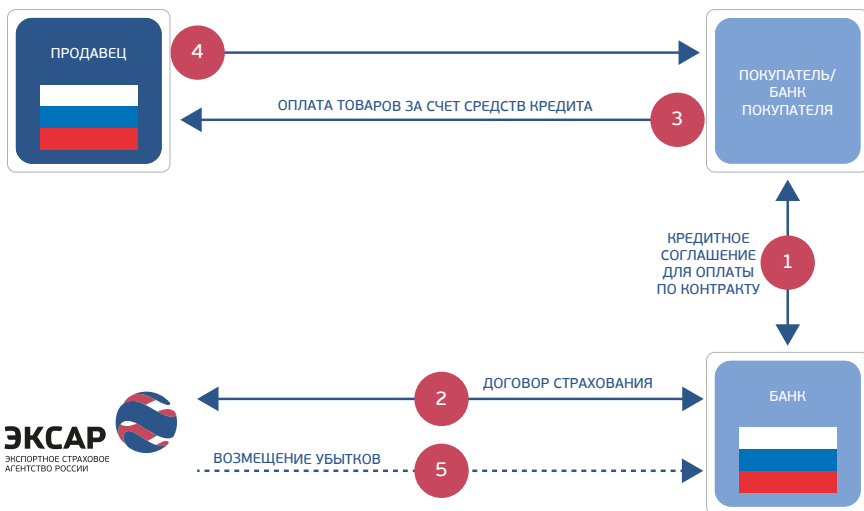 ПРОДАВЕЦ
4
ПОКУПАТЕЛЬ/
БАНК
ПОКУПАТЕЛЯ
ОПЛАТА ТОВАРОВ ЗА СЧЕТ СРЕДСТВ КРЕДИТА
3
КРЕДИТНОЕ
СОГЛАШЕНИЕ
ДЛЯ ОПЛАТЫ
ПО КОНТРАКТУ
1
ДОГОВОР СТРАХОВАНИЯ
2
БАНК
ЭКСАР
ЭКСПОРТНОЕ СТРАХОВОЕ
АГЕНТСТВО РОССИИ
ВОЗМЕЩЕНИЕ УБЫТКОВ
5